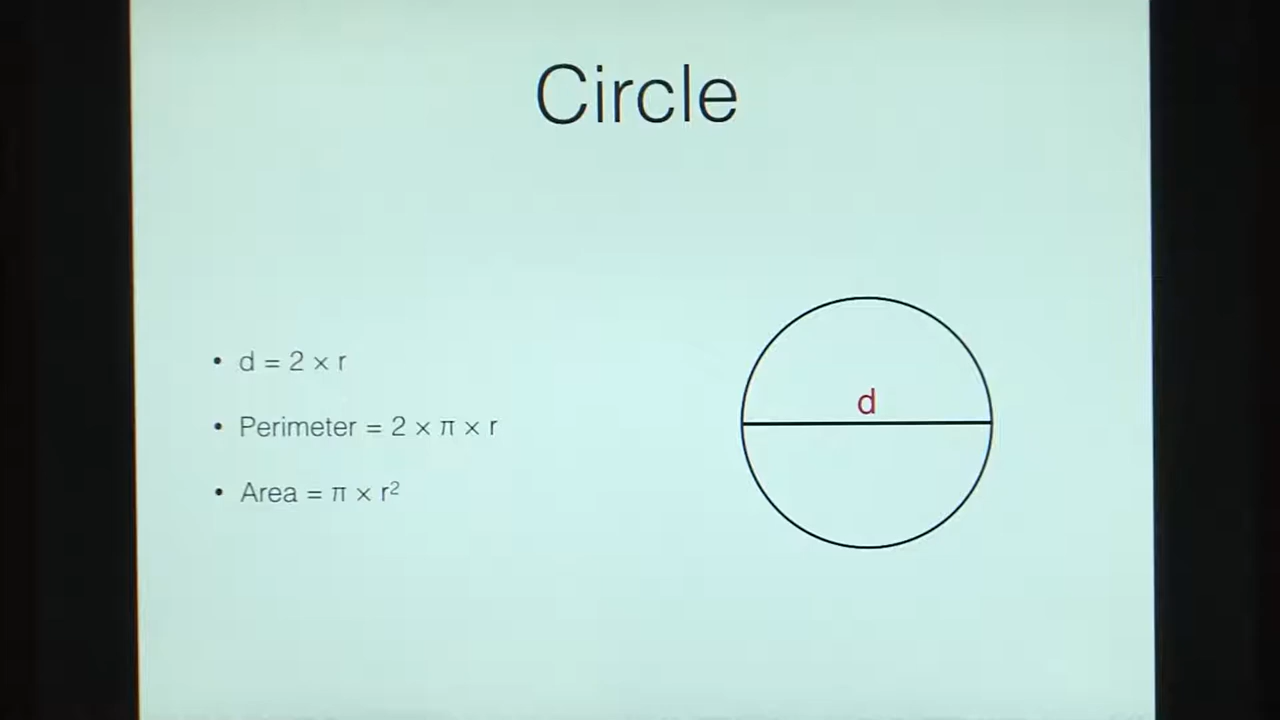 Circle
• d = 2 × r
• Perimeter = 2 × π × r
• Area = π × r²
d